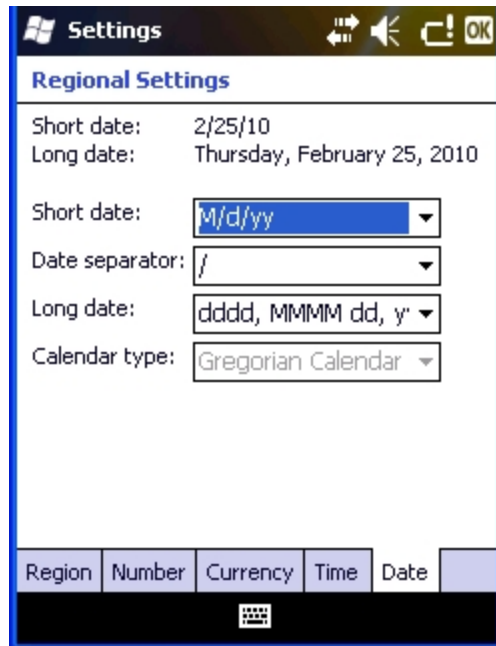 Settings
OK
Regional Settings
Short date: 2/25/10
Long date: Thursday, February 25, 2010
Short date: M/d/yy
Date separator: /
Long date: dddd, MMMM dd, y
Calendar type: Gregorian Calendar
Region Number Currency Time Date